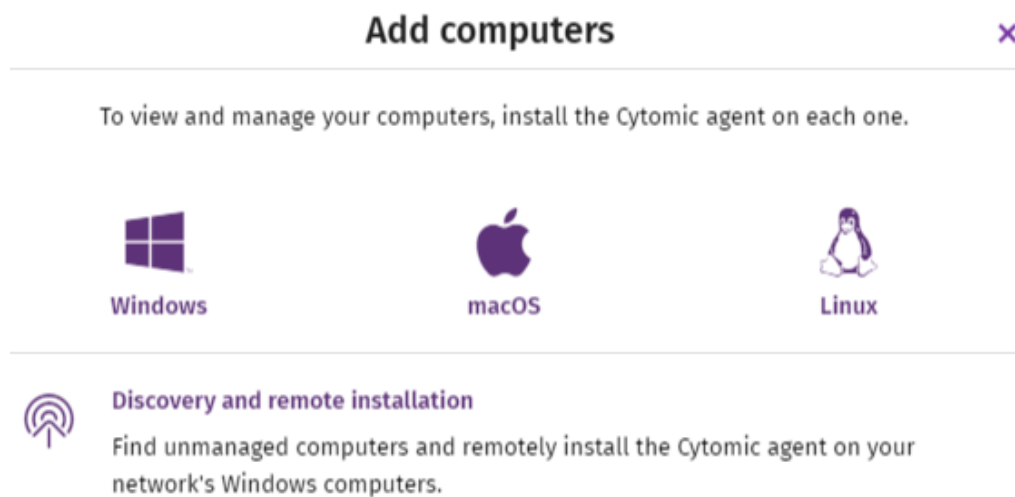 Add computers
To view and manage your computers, install the Cytomic agent on each one.
Windows
macOS
Linux
Discovery and remote installation
Find unmanaged computers and remotely install the Cytomic agent on your
network's Windows computers.